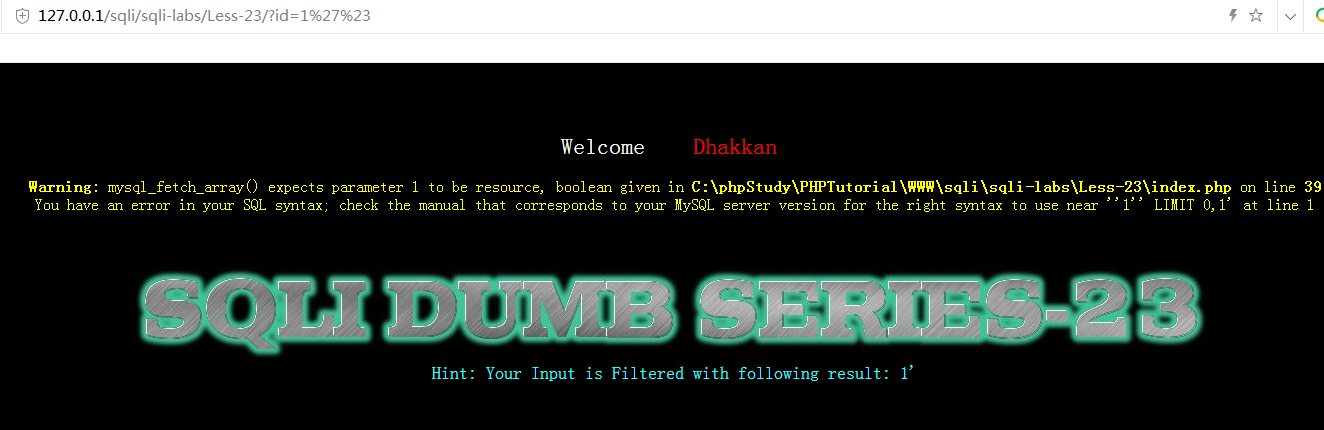 127.0.0.1/sqli/sqli-labs/Less-23/?id=1%27%23
Welcome    Dhakkan
Warning: mysql_fetch_array() expects parameter 1 to be resource, boolean given in C:\phpStudy\PHPTutorial\WWW\sqli\sqli-labs\Less-23\index.php on line 39
You have an error in your SQL syntax; check the manual that corresponds to your MySQL server version for the right syntax to use near ''1'' LIMIT 0,1' at line 1
SQLI DUMB SERIES-23
Hint: Your Input is Filtered with following result: 1'